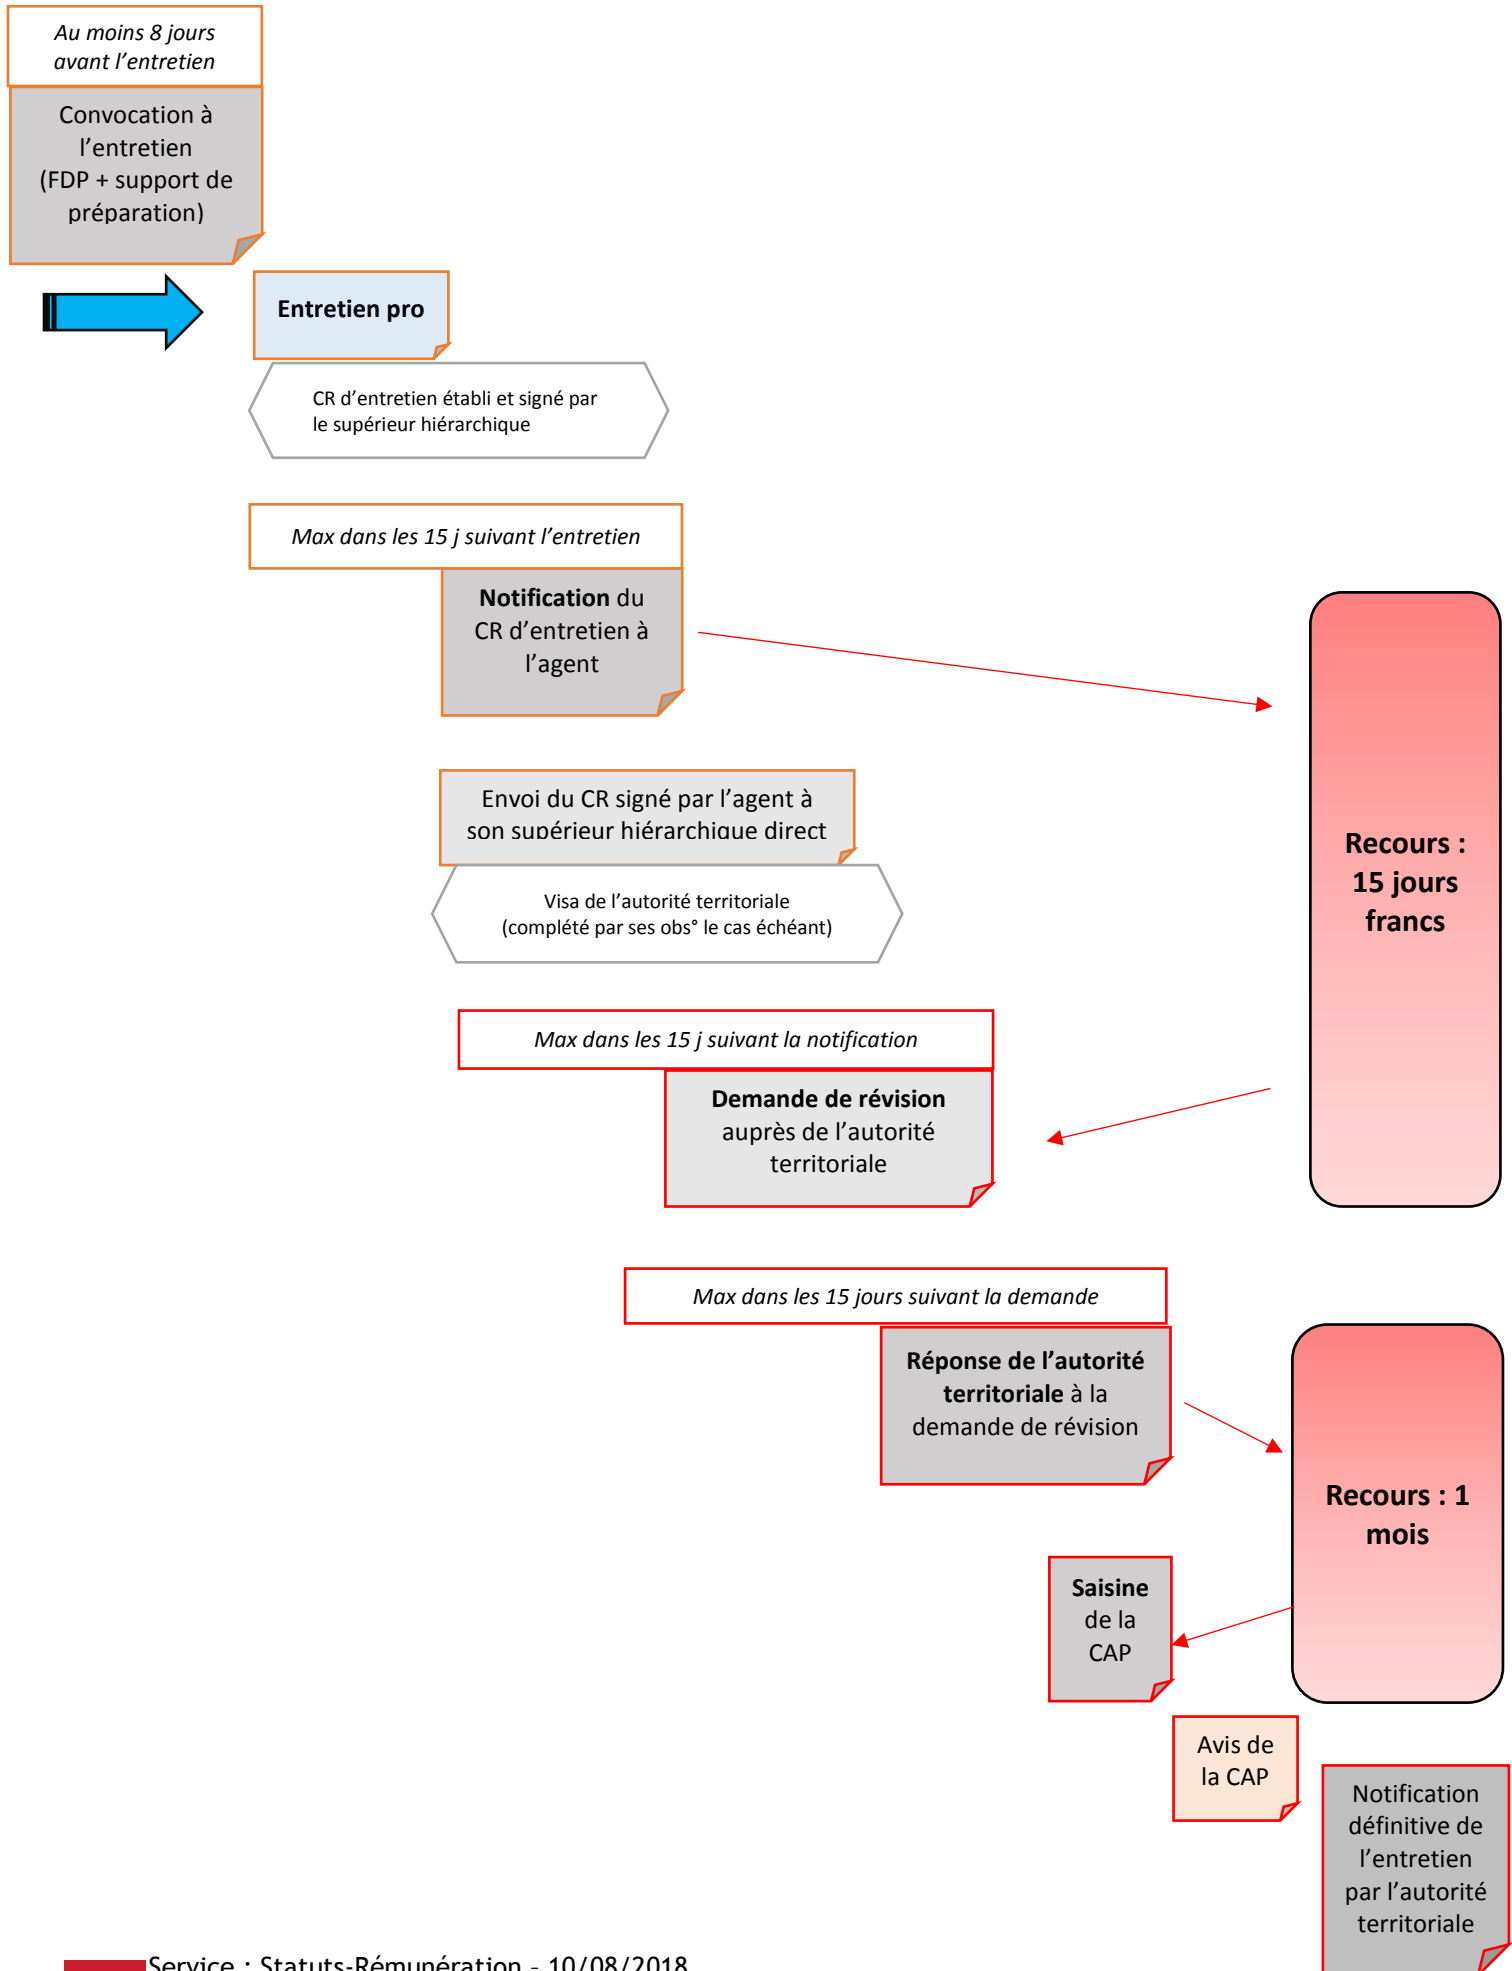 Au moins 8 jours
avant l’entretien
Convocation à
l’entretien
(FDP + support de
préparation)
Entretien pro
CR d’entretien établi et signé par
le supérieur hiérarchique
Max dans les 15 j suivant l’entretien
Notification du
CR d’entretien à
l’agent
Envoi du CR signé par l’agent à
son supérieur hiérarchique direct
Visa de l’autorité territoriale
(complété par ses obs° le cas échéant)
Recours :
15 jours
francs
Max dans les 15 j suivant la notification
Demande de révision
auprès de l’autorité
territoriale
Max dans les 15 jours suivant la demande
Réponse de l’autorité
territoriale à la
demande de révision
Recours : 1
mois
Saisine
de la
CAP
Avis de
la CAP
Notification
définitive de
l’entretien
par l’autorité
territoriale
Service : Statuts-Rémunération - 10/08/2018